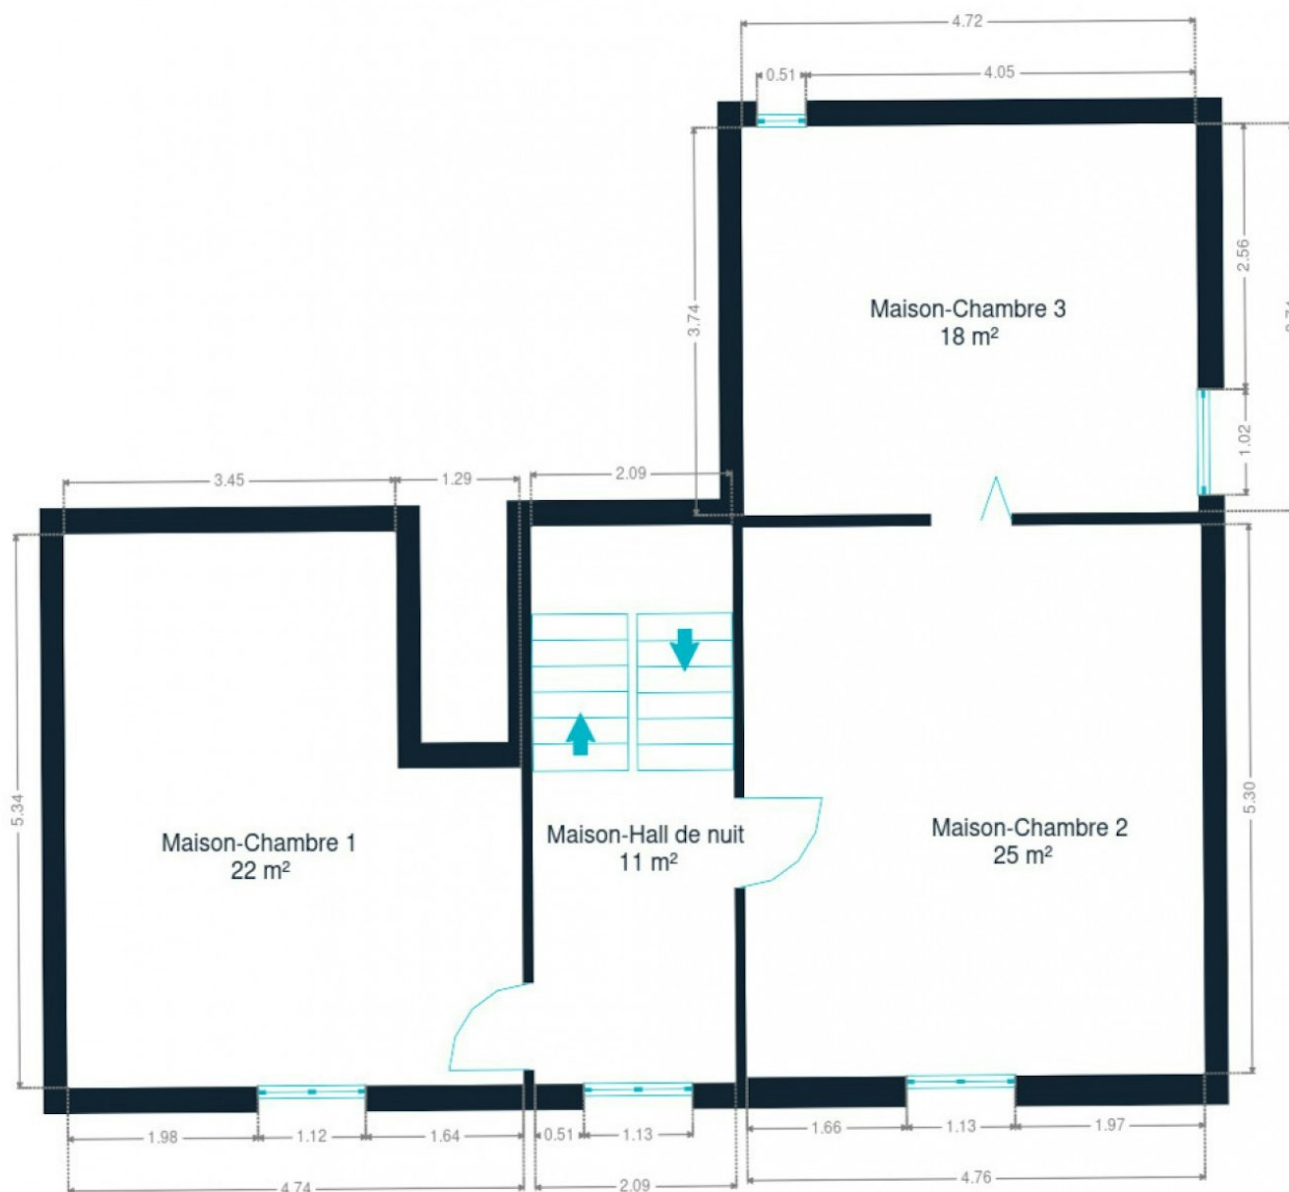 4.72
0.51
4.05
2.56
3.74
Maison-Chambre 3
18 m²
1.02
3.45
1.29
2.09
5.34
5.30
Maison-Chambre 1
22 m²
Maison-Hall de nuit
11 m²
Maison-Chambre 2
25 m²
1.98
1.12
1.64
0.51
1.13
1.66
1.13
1.97
4.74
2.09
4.76